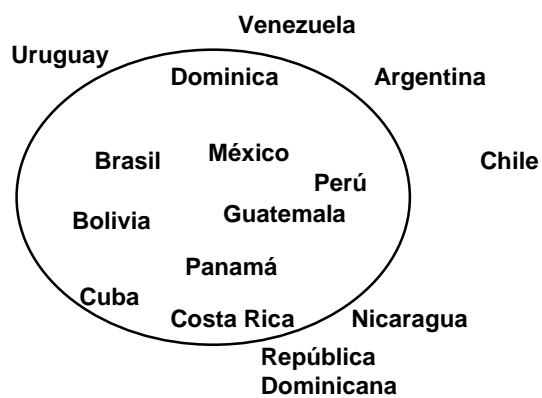 Venezuela
Uruguay
Dominica
Argentina
Brasil
México
Chile
Perú
Bolivia
Guatemala
Panamá
Cuba
Costa Rica
Nicaragua
República
Dominicana